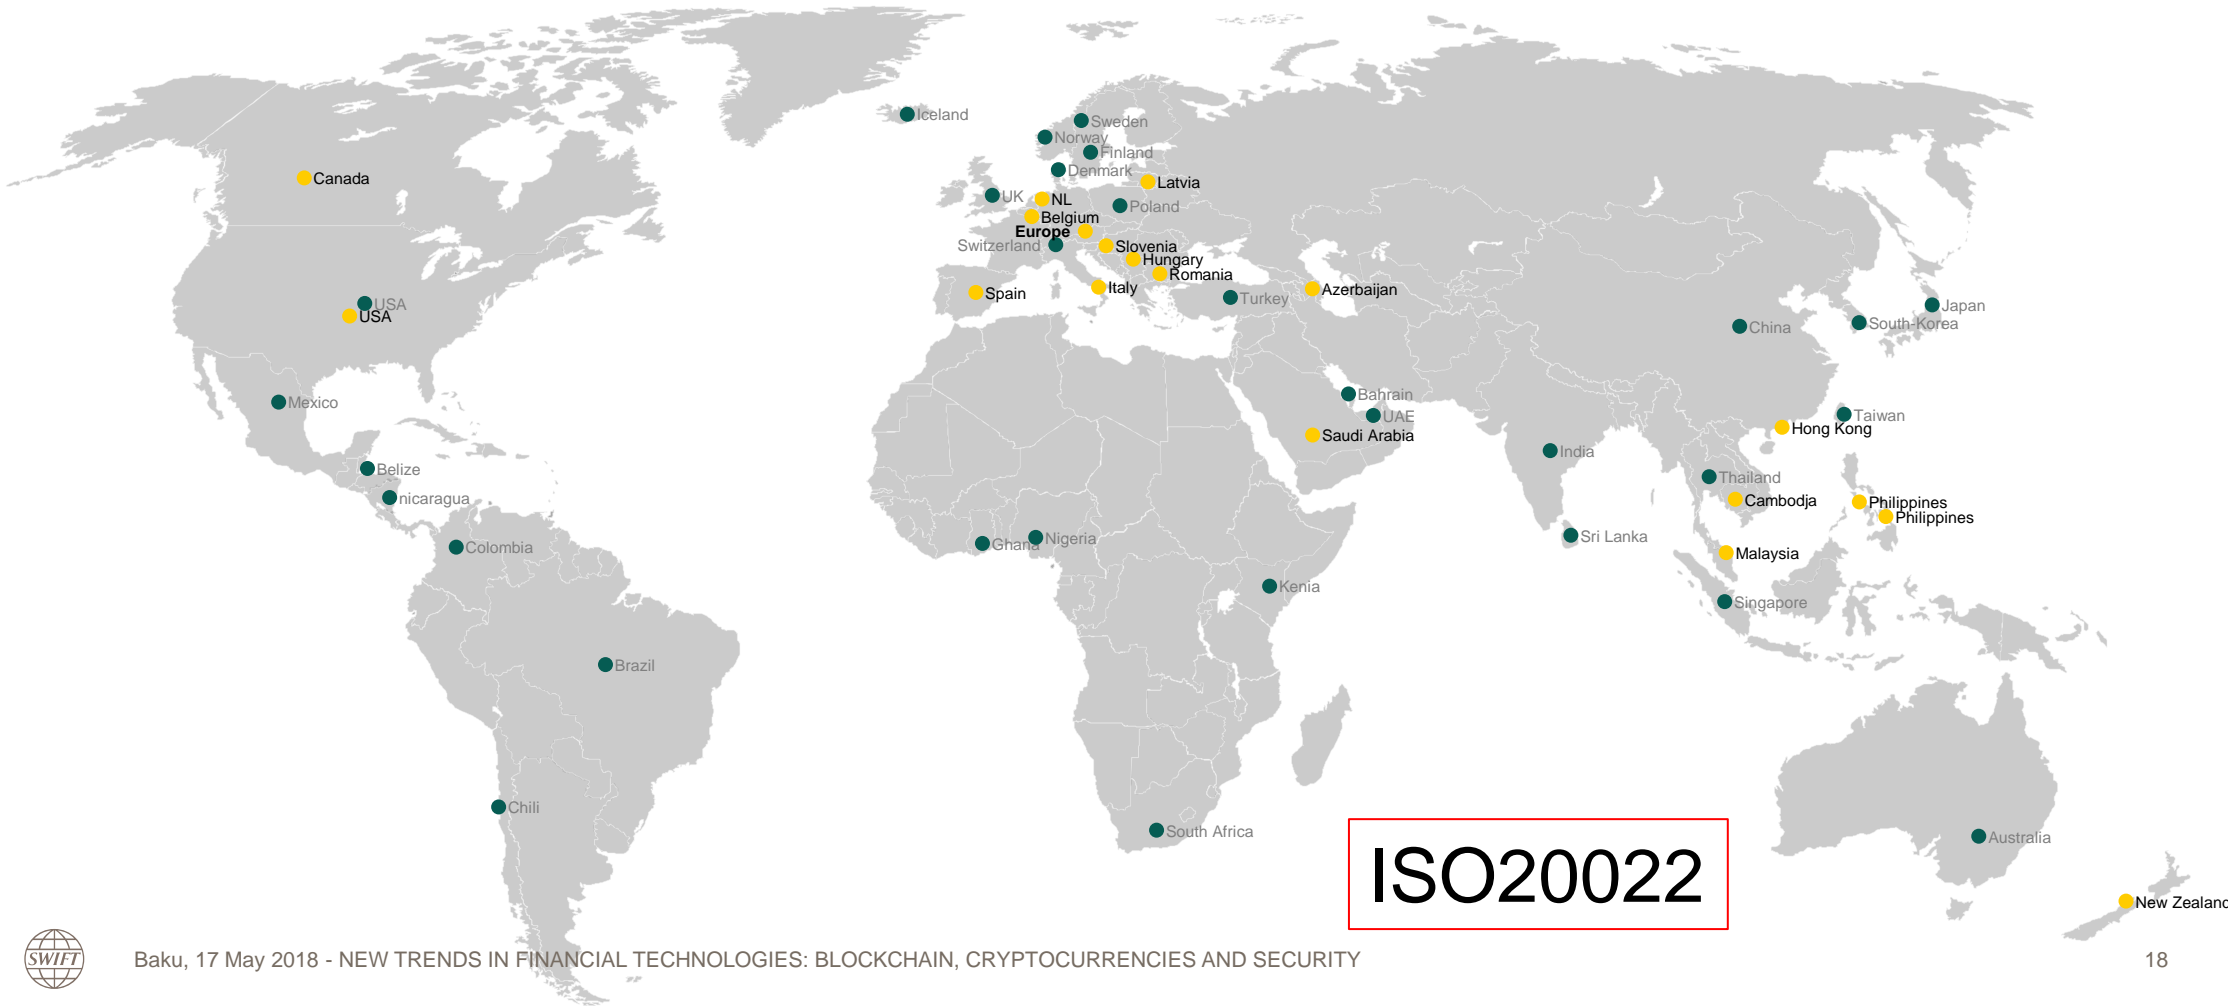 Iceland
Sweden
Norway
Finland
Denmark
Canada
Latvia
UK
NL
Poland
Belgium
Europe
Switzerland
Slovenia
Hungary
Romania
Italy
Spain
Turkey
Azerbaijan
USA
USA
Japan
South-Korea
China
Mexico
Bahrain
UAE
Taiwan
Saudi Arabia
Hong Kong
India
Belize
Thailand
nicaragua
Cambodja
Philippines
Philippines
Colombia
Ghana
Nigeria
Sri Lanka
Malaysia
Kenia
Singapore
Brazil
Chili
South Africa
Australia
ISO20022
New Zealand
SWIFT
Baku, 17 May 2018 - NEW TRENDS IN FINANCIAL TECHNOLOGIES: BLOCKCHAIN, CRYPTOCURRENCIES AND SECURITY
18